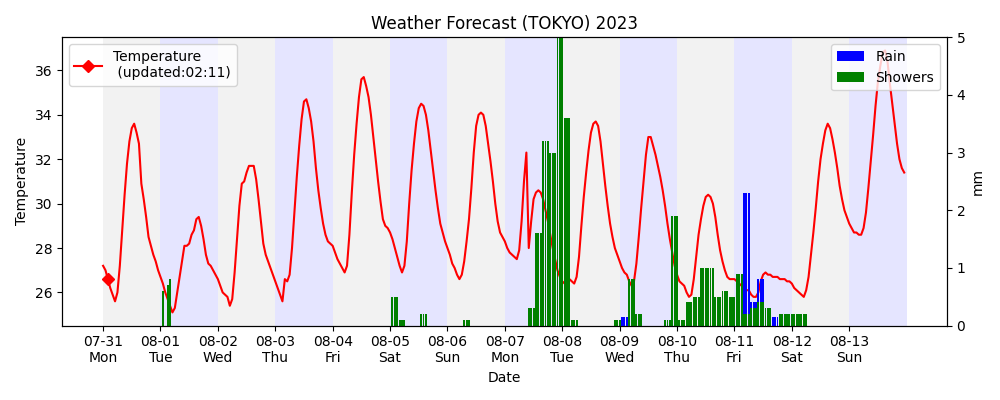 Weather Forecast (TOKYO) 2023
Temperature
(updated:02:11)
Rain
Showers
Temperature
36
34
32
30
28
26
5
4
3
2
1
0
mm
07-31 08-01 08-02 08-03 08-04 08-05 08-06 08-07 08-08 08-09 08-10 08-11 08-12 08-13
Mon Tue Wed Thu Fri Sat Sun Mon Tue Wed Thu Fri Sat Sun
Date